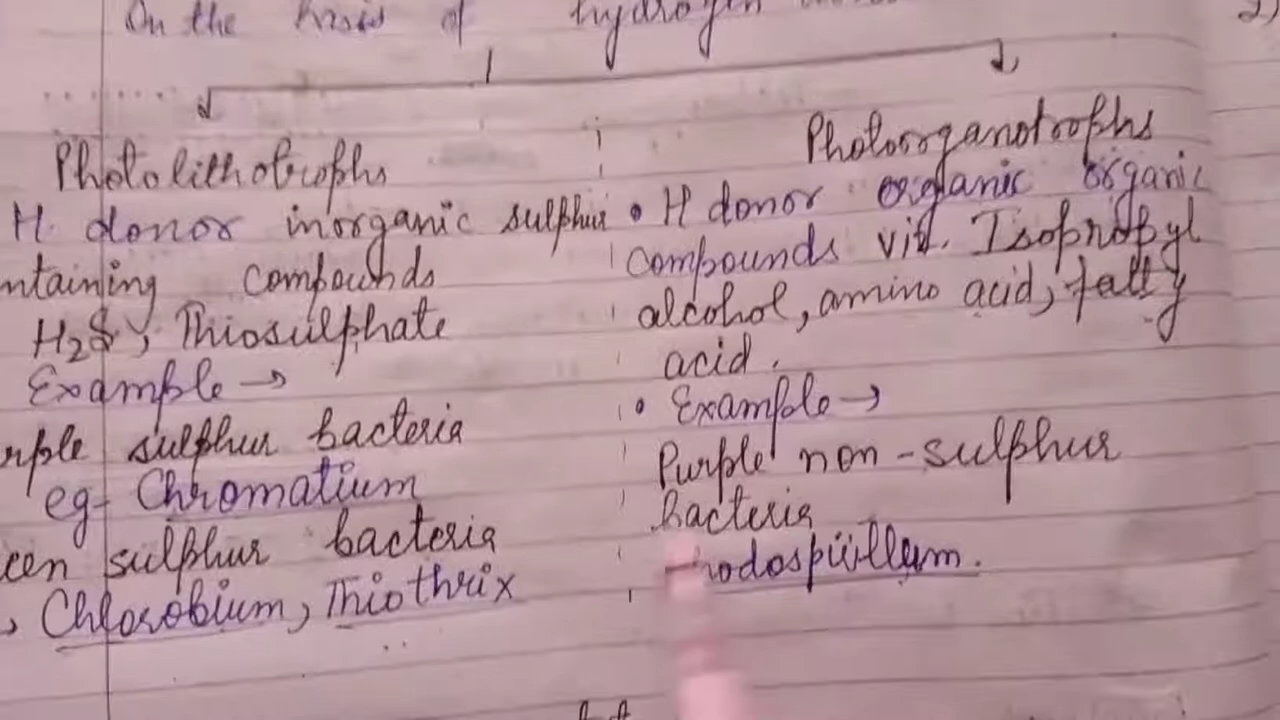 On the basis of hydrogen
2)
Photolithotrophs
H donor inorganic sulphur
ntaining compounds
H2S, Thiosulphate
Example →
rple sulphur bacteria
eg- Chromatium
een sulphur bacteria
, Chlorobium, Thiothrix
Photoorganotrophs
• H donor organic organic
compounds viz. Isopropyl
alcohol, amino acid, fatty
acid.
• Example →
Purple non-sulphur
bacteria
hodospirillum.